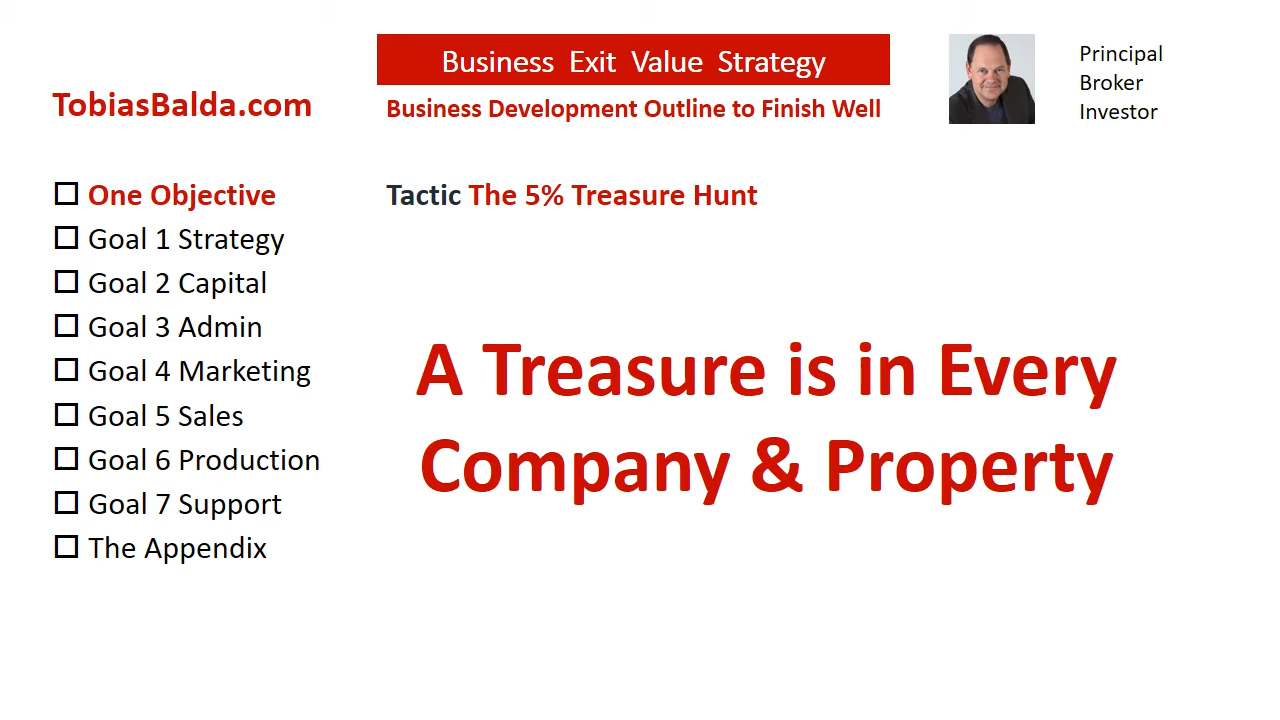 Business Exit Value Strategy
TobiasBalda.com
Business Development Outline to Finish Well
Principal
Broker
Investor
One Objective
Goal 1 Strategy
Goal 2 Capital
Goal 3 Admin
Goal 4 Marketing
Goal 5 Sales
Goal 6 Production
Goal 7 Support
The Appendix
Tactic The 5% Treasure Hunt
A Treasure is in Every
Company & Property